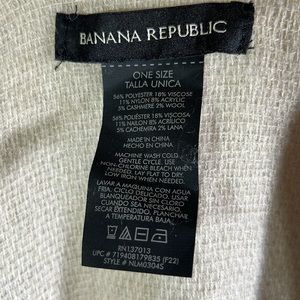 BANANA REPUBLIC
ONE SIZE
TALLA UNICA
56% POLYESTER 18% VISCOSE
11% NYLON 8% ACRYLIC
5% CASHMERE 2% WOOL
56% POLIÉSTER 18% VISCOSA
11% NAILON 8% ACRÍLICO
5% CACHEMIRA 2% LANA
MADE IN CHINA
HECHO EN CHINA
MACHINE WASH COLD
GENTLE CYCLE. USE
NON-CHLORINE BLEACH WHEN
NEEDED. LAY FLAT TO DRY.
LOW IRON WHEN NEEDED.
LAVAR A MAQUINA CON AGUA
FRIA. CICLO DELICADO. USAR
BLANQUEADOR SIN CLORO
CUANDO SEA NECESARIO.
SECAR EXTENDIDO. PLANCHAR
A TEMPERATURA BAJA.
RN137013
UPC # 719408179835 (F22)
STYLE # NLM0304S